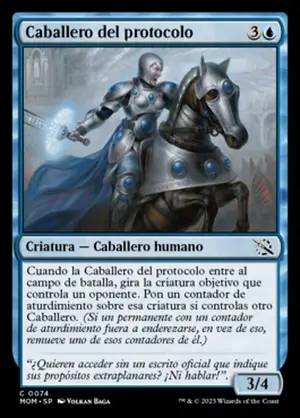 Caballero del protocolo 3
Criatura — Caballero humano
Cuando la Caballero del protocolo entre al
campo de batalla, gira la criatura objetivo que
controla un oponente. Pon un contador de
aturdimiento sobre esa criatura si controlas otro
Caballero. (Si un permanente con un contador
de aturdimiento fuera a enderezarse, en vez de eso,
remueve uno de esos contadores de él.)
“¿Quieren acceder sin un escrito oficial que indique
sus propósitos extraplanares? ¡Ni hablar!”.
3/4
C 0074
MOM • SP Volkan Baga
™ & © 2023 Wizards of the Coast